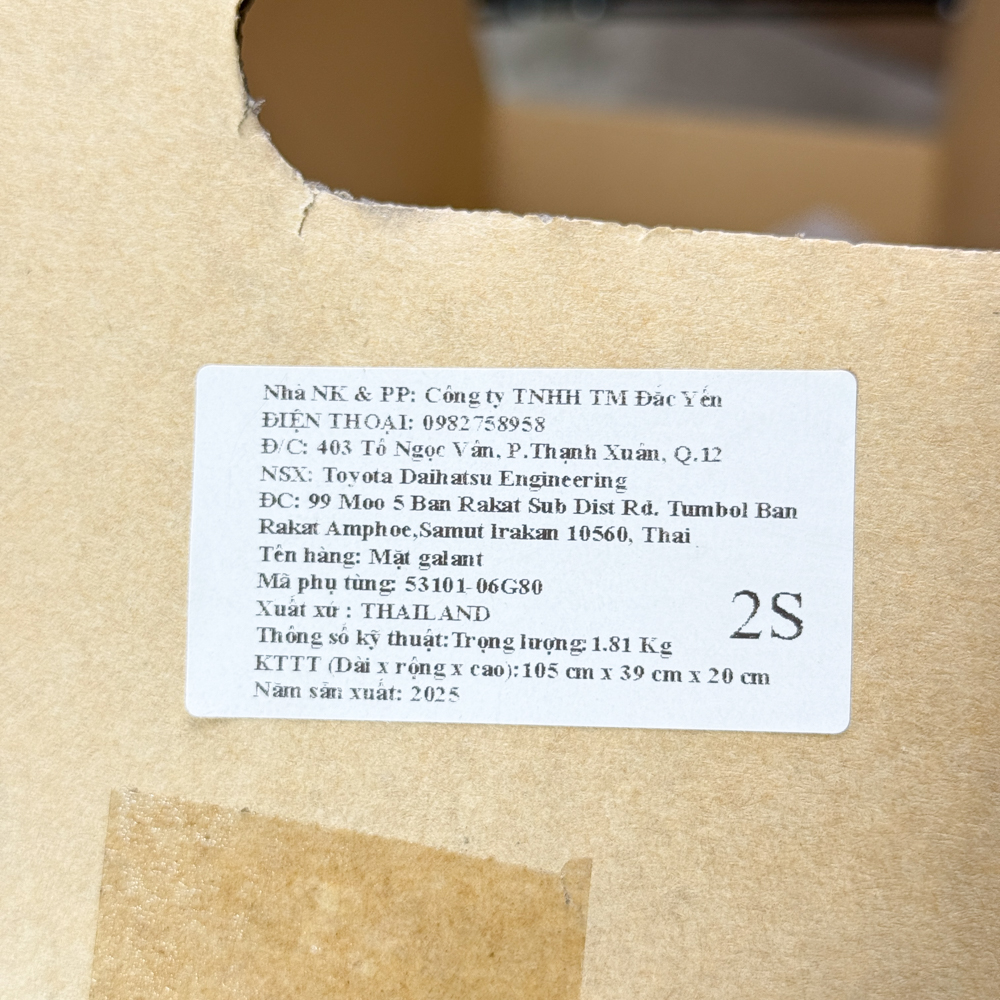 Nhà NK & PP: Công ty TNHH TM Đắc Yến
ĐIỆN THOẠI: 0982758958
Đ/C: 403 Tô Ngọc Vân, P.Thạnh Xuân, Q.12
NSX: Toyota Daihatsu Engineering
ĐC: 99 Moo 5 Ban Rakat Sub Dist Rd. Tumbol Ban
Rakat Amphoe,Samut Irakan 10560, Thai
Tên hàng: Mặt galant
Mã phụ tùng: 53101-06G80
Xuất xứ : THAILAND
2S
Thông số kỹ thuật:Trọng lượng:1.81 Kg
KTTT (Dài x rộng x cao):105 cm x 39 cm x 20 cm
Năm sản xuất: 2025